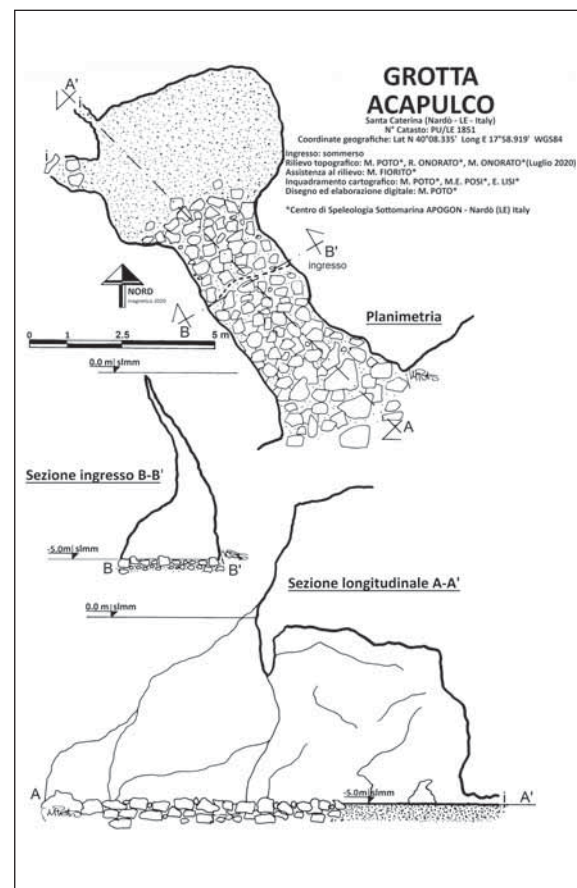 GROTTA
ACAPULCO
Santa Caterina (Nardò - LE - Italy)
N° Catasto: PU/LE 1851
Coordinate geografiche: Lat N 40°08.335' Long E 17°58.919' WGS84
Ingresso: sommerso
Rilievo topografico: M. POTO*, R. ONORATO*, M. ONORATO*(Luglio 2020)
Assistenza al rilievo: M. FIORITO*
Inquadramento cartografico: M. POTO*, M.E. POSI*, E. LISI*
Disegno ed elaborazione digitale: M. POTO*
*Centro di Speleologia Sottomarina APOGON - Nardò (LE) Italy
A'
i
i
B'
ingresso
NORD
magnetico 2020
B
Planimetria
0 1 2.5 5 m
0.0 m slmm
A
Sezione ingresso B-B'
-5.0m slmm
B B'
Sezione longitudinale A-A'
0.0 m slmm
A
-5.0m slmm
i A'